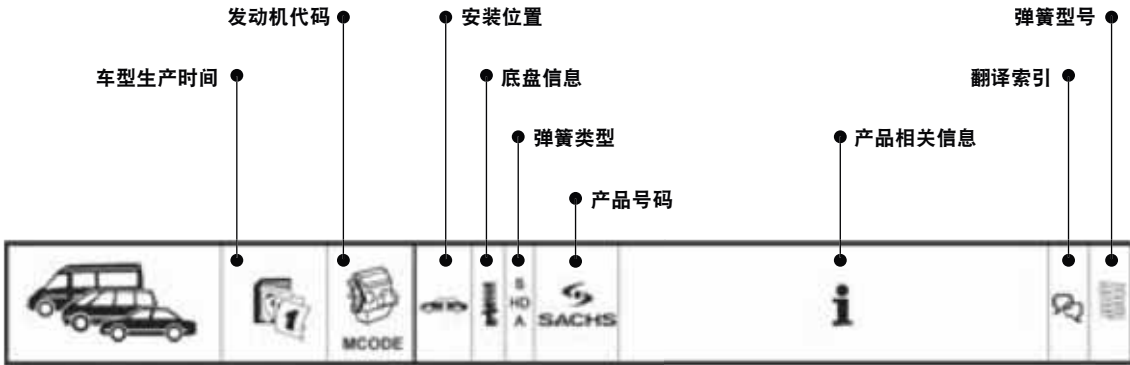 发动机代码
安装位置
弹簧型号
车型生产时间
底盘信息
翻译索引
弹簧类型
产品相关信息
产品号码
S
HD
A
SACHS
MCODE
1
i